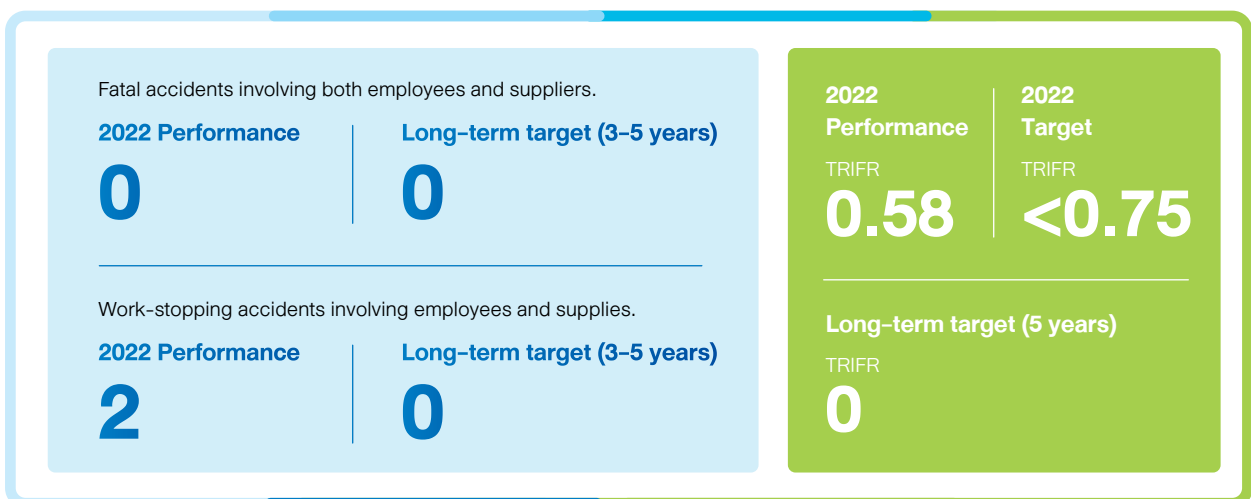 Fatal accidents involving both employees and suppliers.
2022 Performance
Long-term target (3-5 years)
0
0
Work-stopping accidents involving employees and supplies.
2022 Performance
Long-term target (3-5 years)
2
0
2022
Performance
TRIFR
0.58
2022
Target
TRIFR
<0.75
Long-term target (5 years)
TRIFR
0